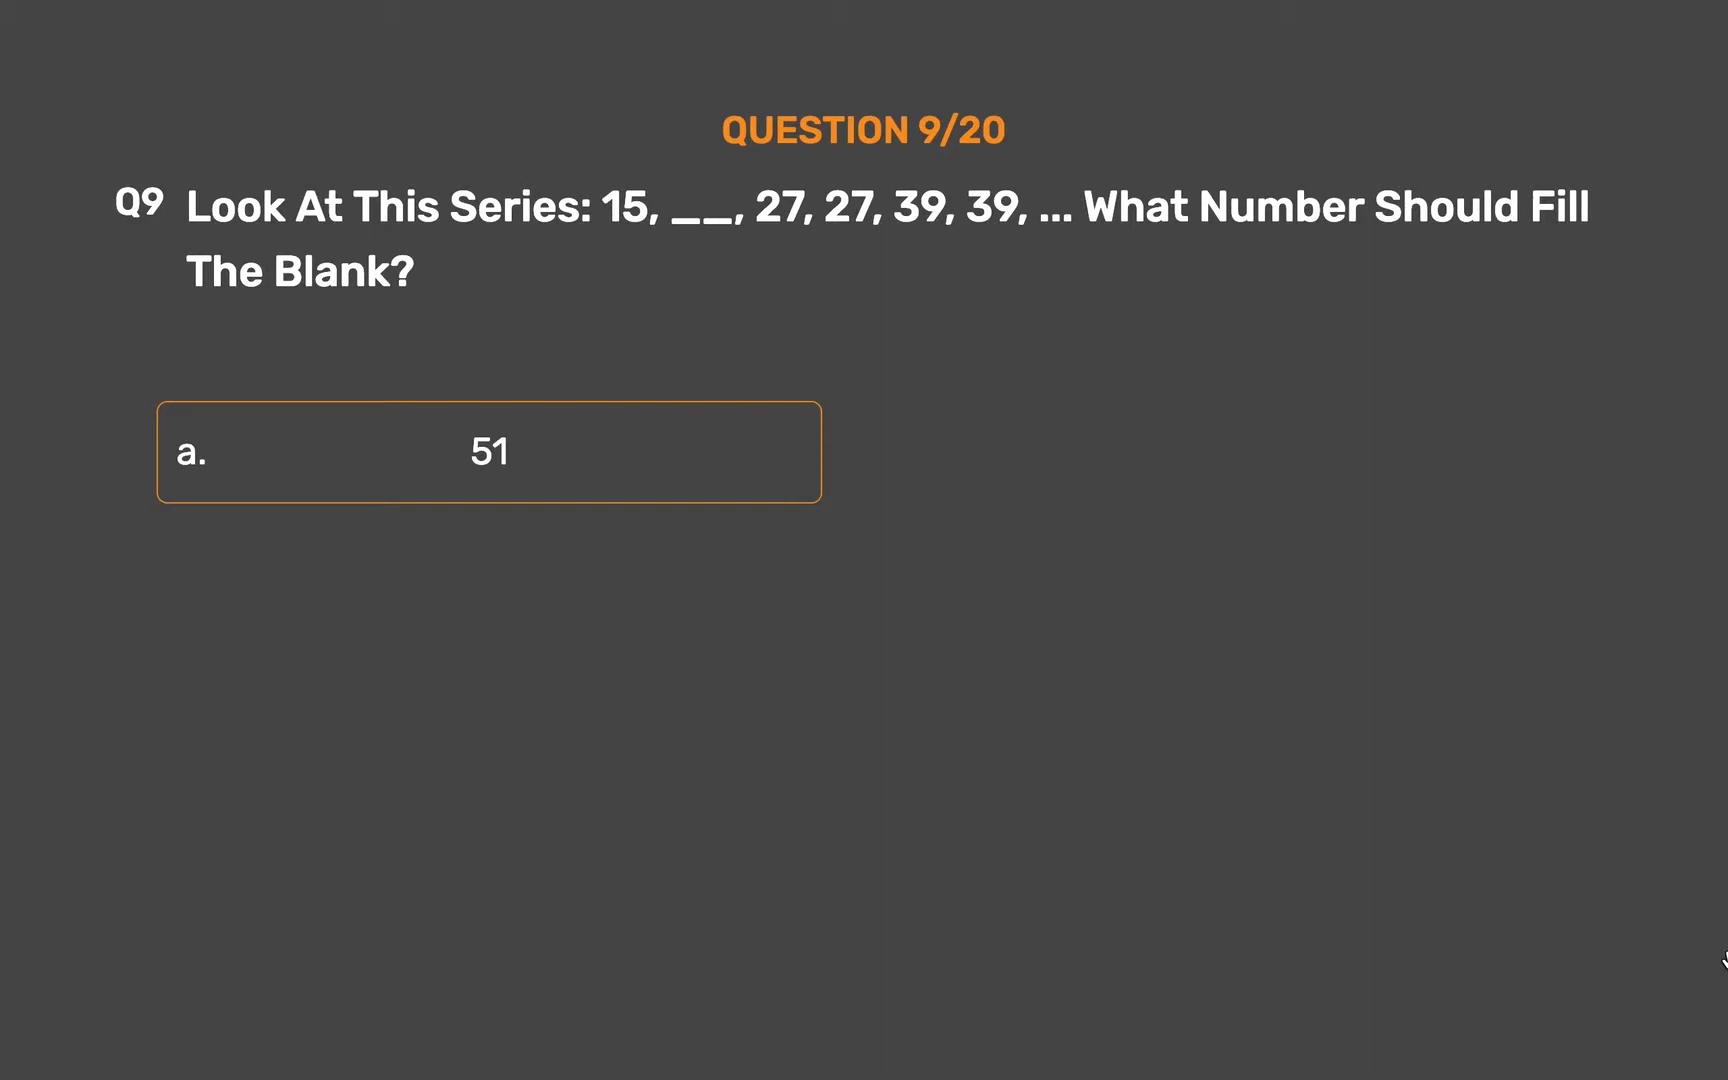 QUESTION 9/20
Q9 Look At This Series: 15, __, 27, 27, 39, 39, ... What Number Should Fill
The Blank?
a. 51